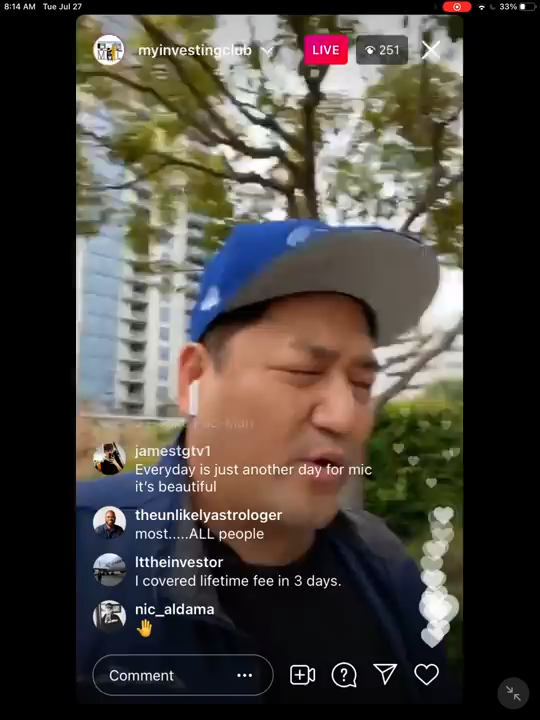 8:14 AM Tue Jul 27
33%
myinvestingclub
LIVE
251
jamestgtv1
Everyday is just another day for mic
it's beautiful
theunlikelyastrologer
most.....ALL people
lttheinvestor
I covered lifetime fee in 3 days.
nic_aldama
Comment